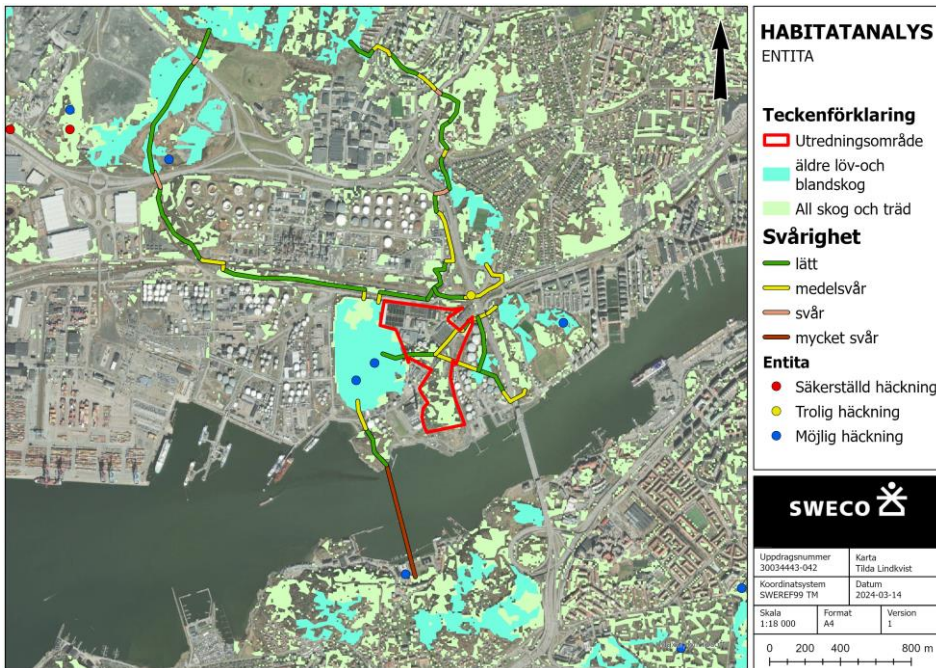 HABITATANALYS
ENTITA
Teckenförklaring
Utredningsområde
äldre löv-och
blandskog
All skog och träd
Svårighet
lätt
medelsvår
svår
mycket svår
Entita
Säkerställd häckning
Trolig häckning
Möjlig häckning
SWECO
Uppdragsnummer
30034443-042
Karta
Tilda Lindkvist
Koordinatsystem
SWEREF99 TM
Datum
2024-03-14
Skala
1:18 000
Format
A4
Version
1
0 200 400 800 m